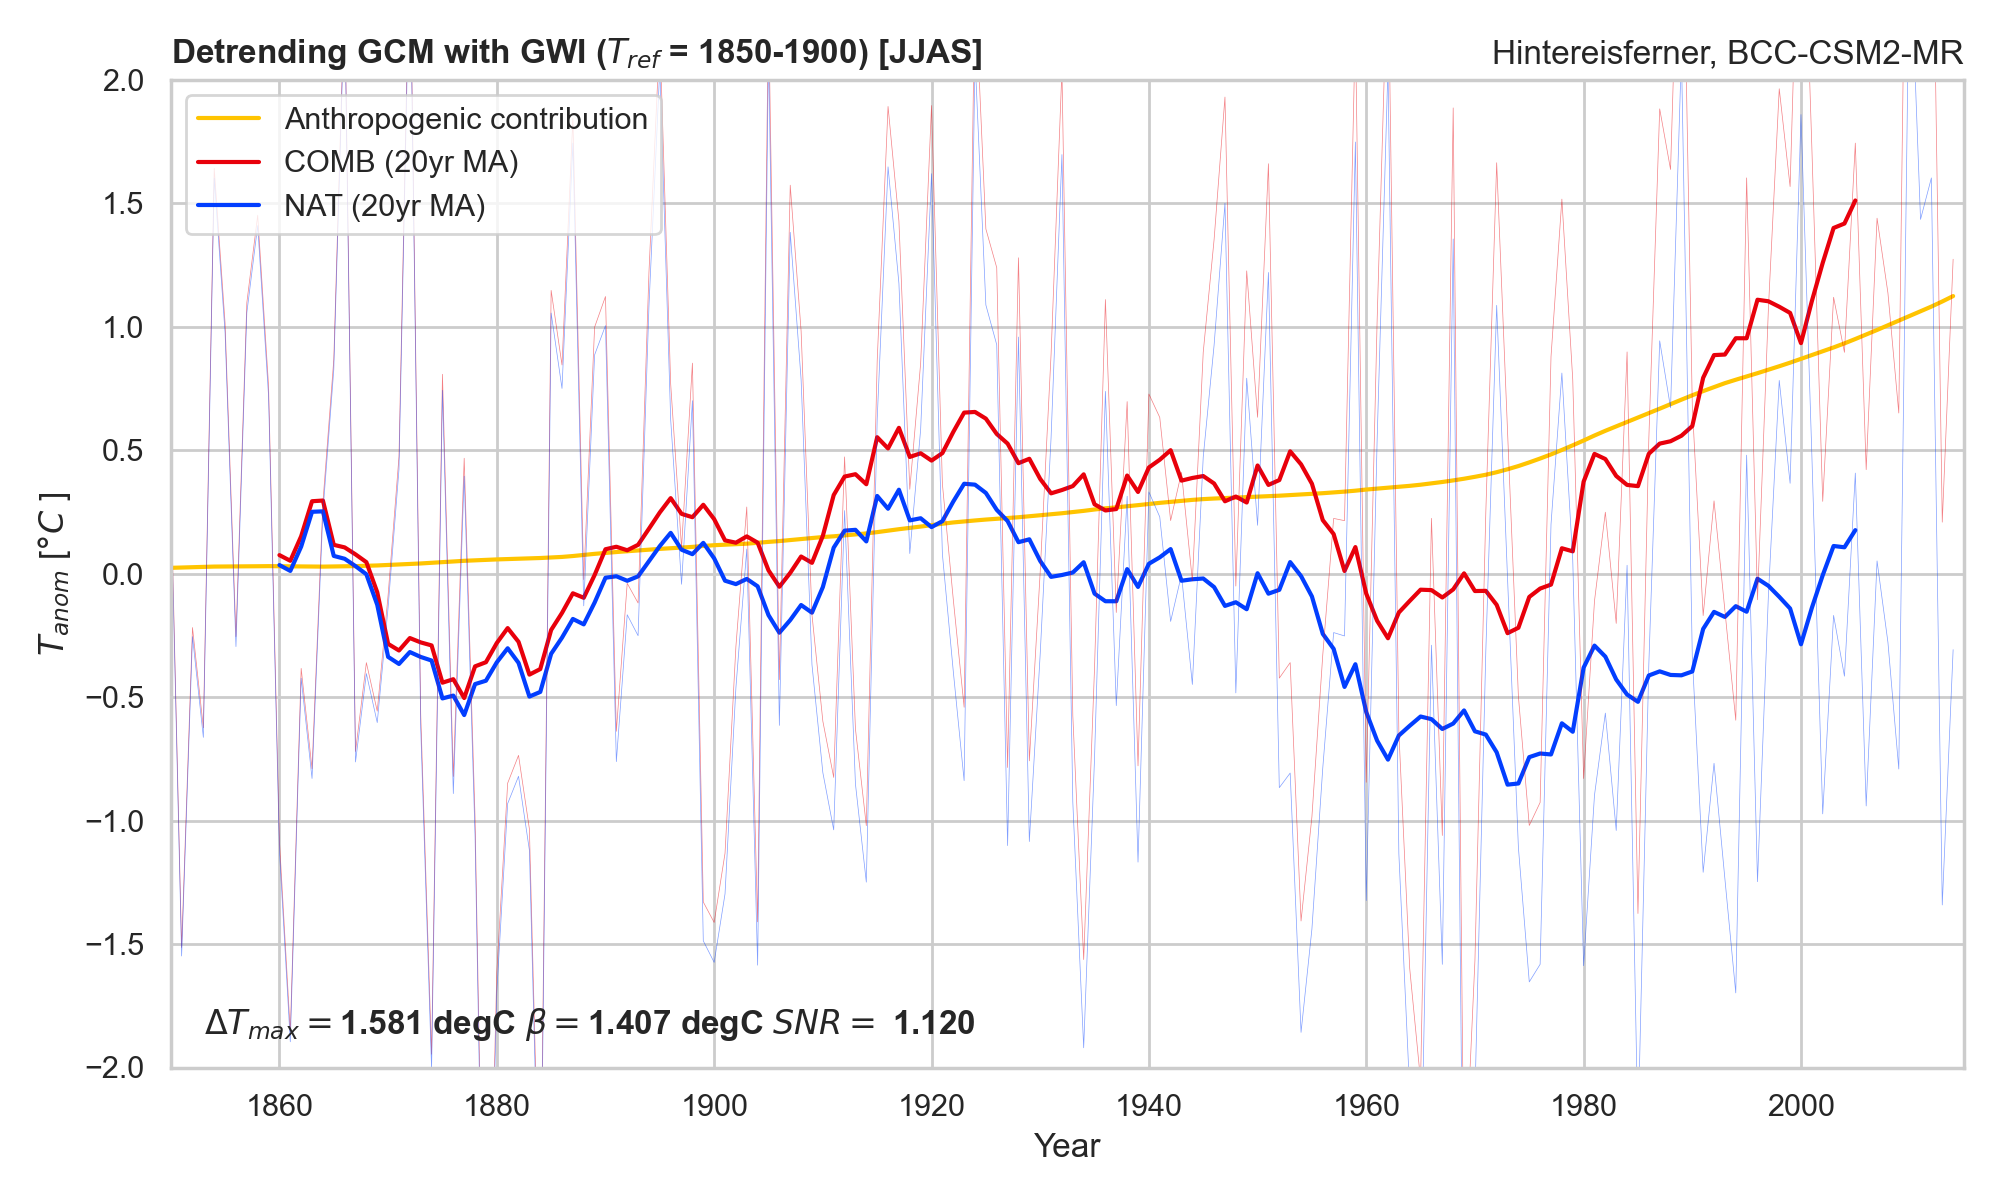 Detrending GCM with GWI (T_ref = 1850-1900) [JJAS]
Hintereisferner, BCC-CSM2-MR
2.0
1.5
1.0
0.5
0.0
−0.5
−1.0
−1.5
−2.0
T_anom [°C]
Anthropogenic contribution
COMB (20yr MA)
NAT (20yr MA)
ΔT_max = 1.581 degC β = 1.407 degC SNR = 1.120
1860 1880 1900 1920 1940 1960 1980 2000
Year